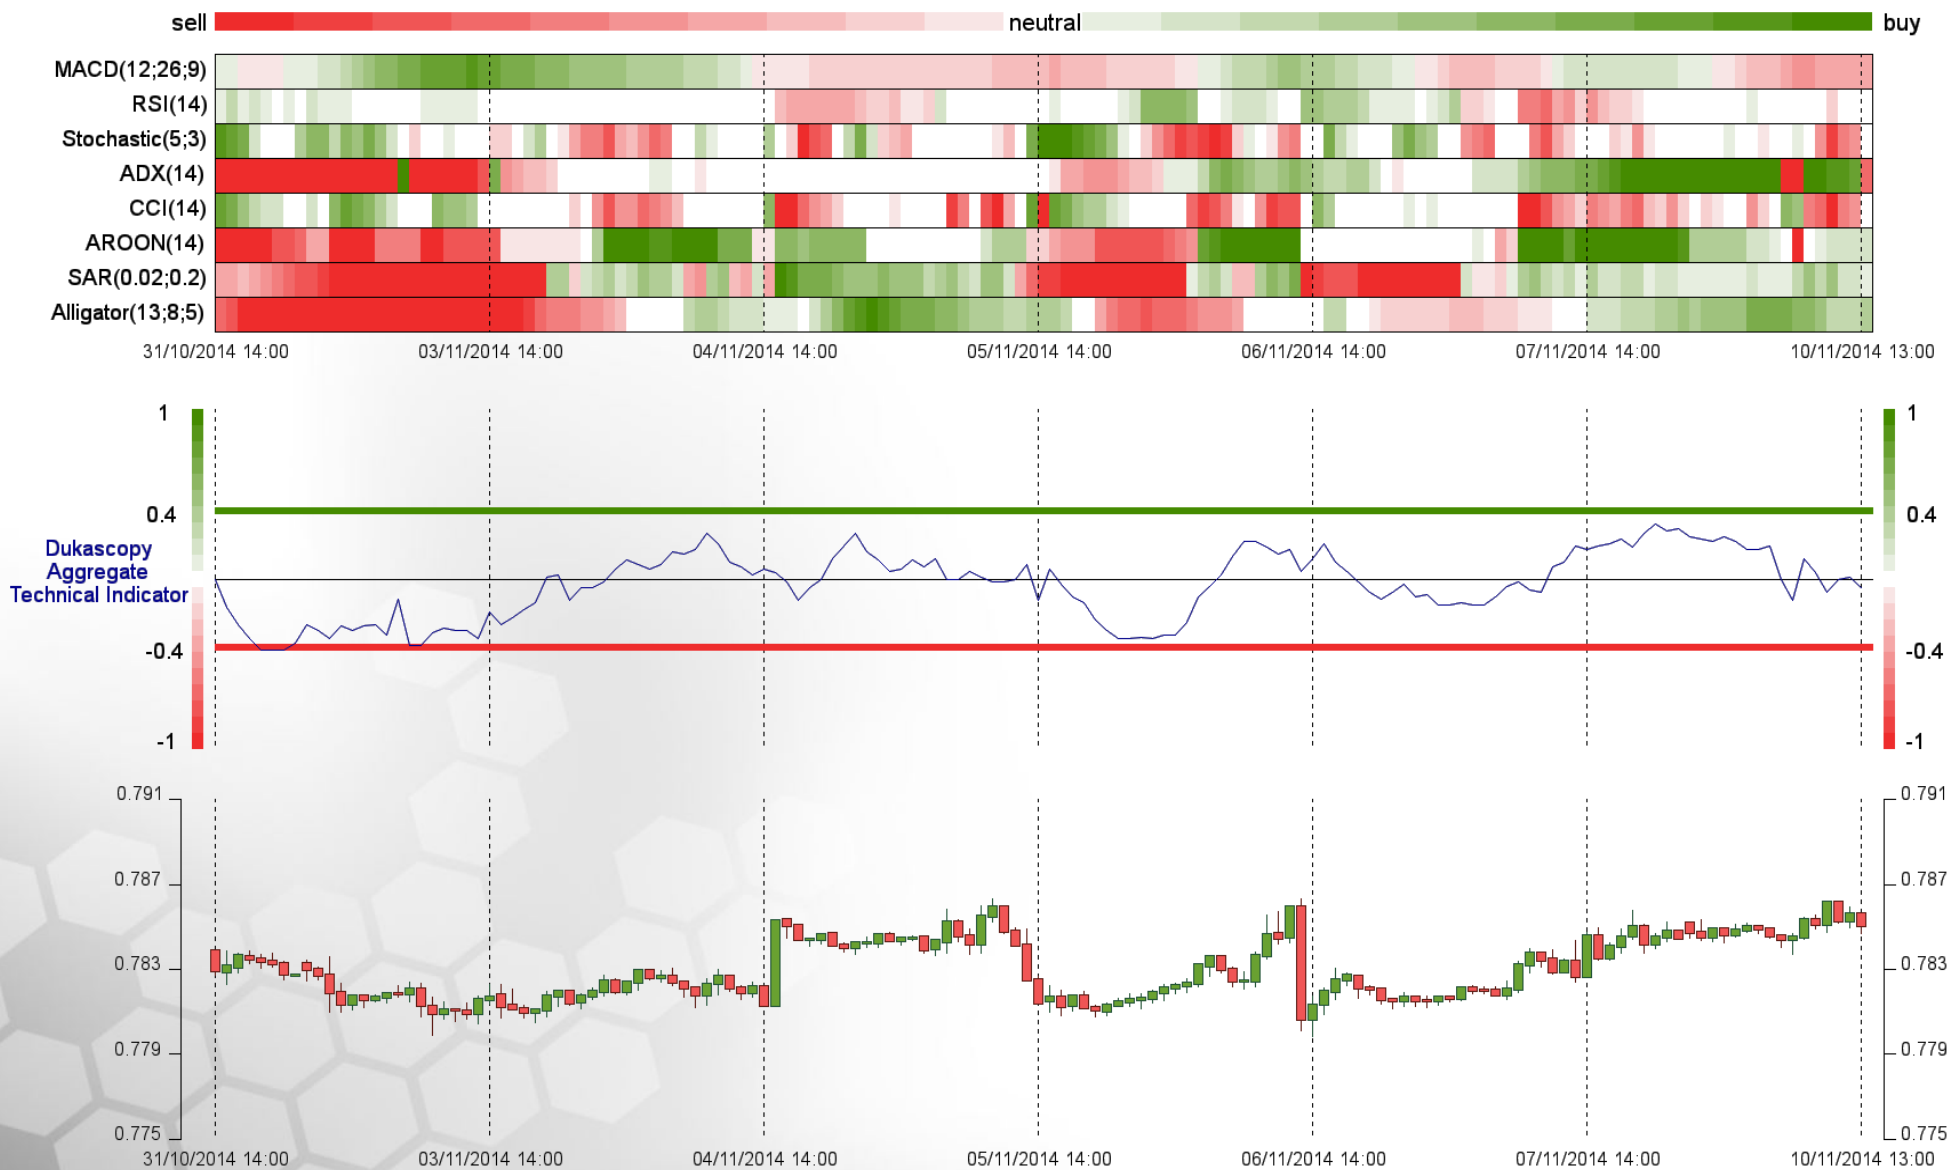 sell neutral buy
MACD(12;26;9)
RSI(14)
Stochastic(5;3)
ADX(14)
CCI(14)
AROON(14)
SAR(0.02;0.2)
Alligator(13;8;5)
31/10/2014 14:00 03/11/2014 14:00 04/11/2014 14:00 05/11/2014 14:00 06/11/2014 14:00 07/11/2014 14:00 10/11/2014 13:00
1 1
0.4 0.4
Dukascopy
Aggregate
Technical Indicator
-0.4 -0.4
-1 -1
0.791 0.791
0.787 0.787
0.783 0.783
0.779 0.779
0.775 0.775
31/10/2014 14:00 03/11/2014 14:00 04/11/2014 14:00 05/11/2014 14:00 06/11/2014 14:00 07/11/2014 14:00 10/11/2014 13:00